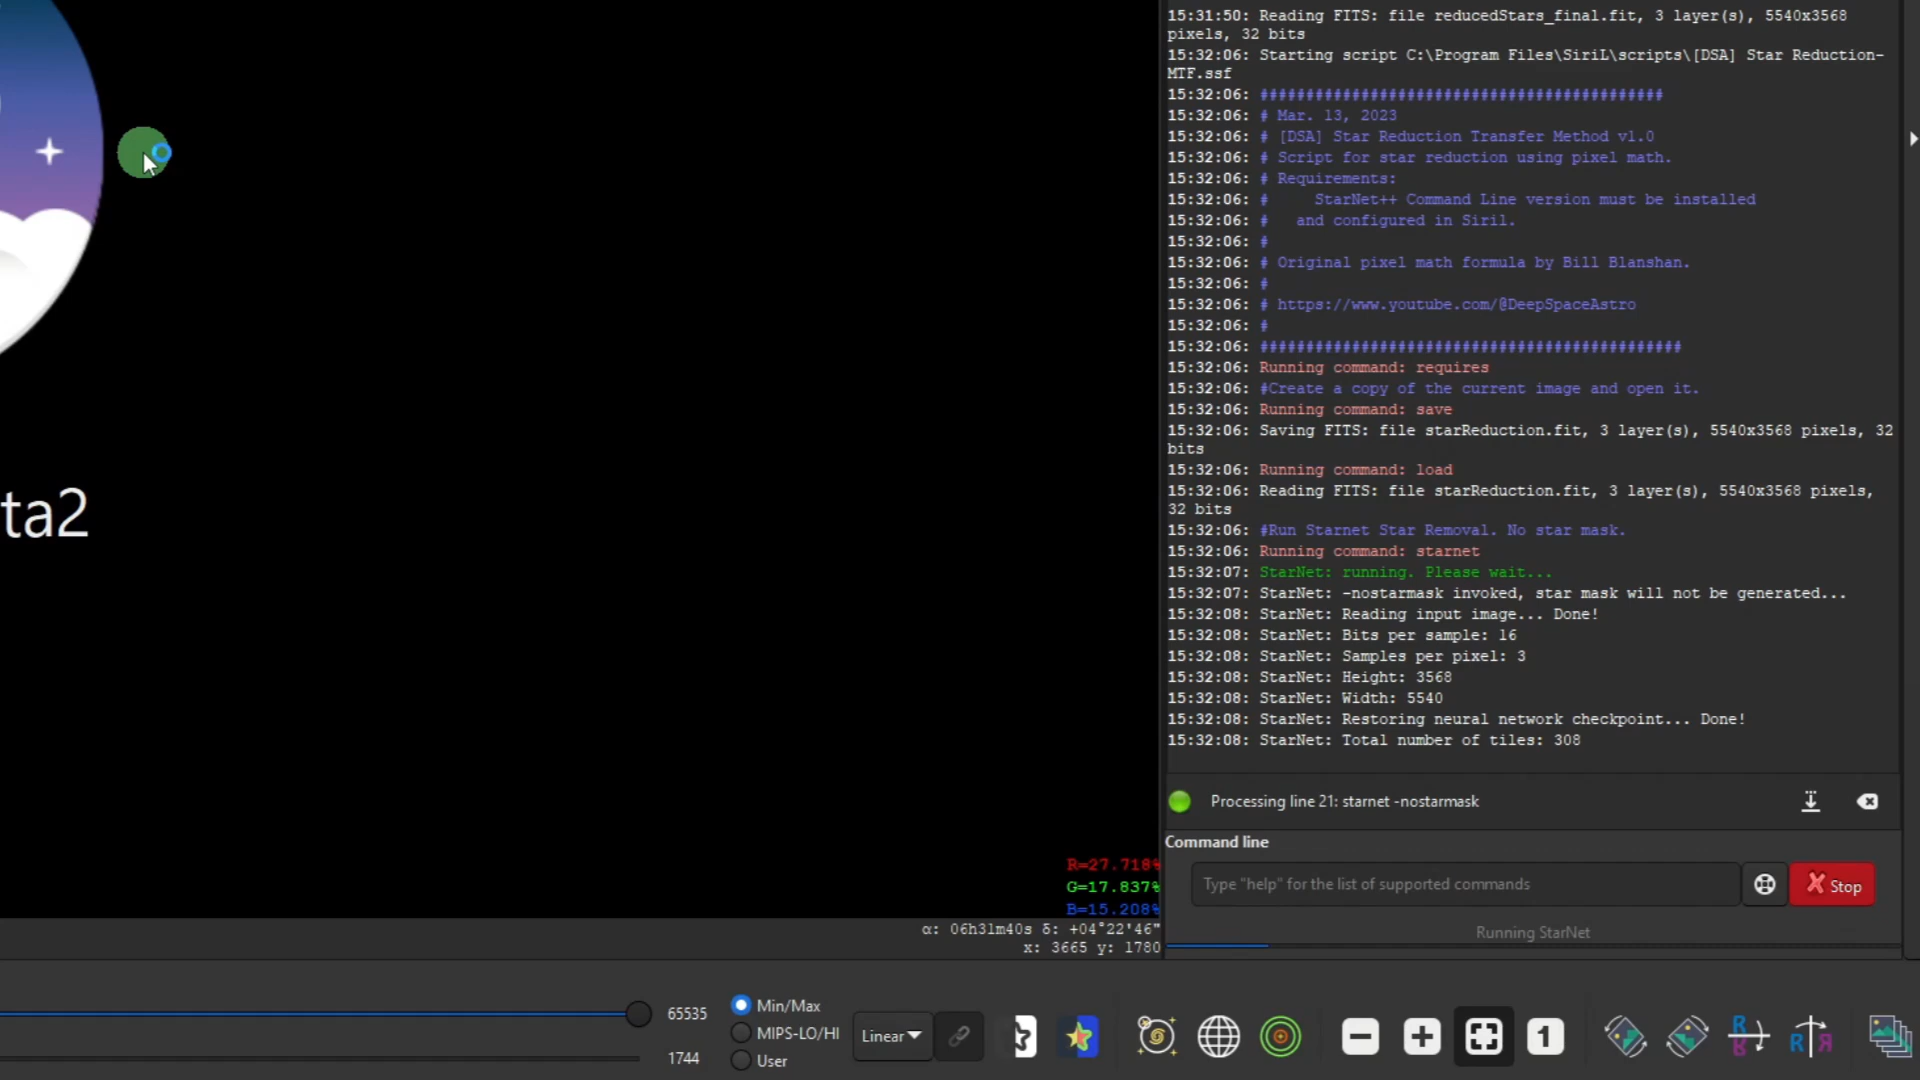 15:31:50: Reading FITS: file reducedStars_final.fit, 3 layer(s), 5540x3568
pixels, 32 bits
15:32:06: Starting script C:\Program Files\SiriL\scripts\[DSA] Star Reduction-
MTF.ssf
15:32:06: ############################################
15:32:06: # Mar. 13, 2023
15:32:06: # [DSA] Star Reduction Transfer Method v1.0
15:32:06: # Script for star reduction using pixel math.
15:32:06: # Requirements:
15:32:06: #     StarNet++ Command Line version must be installed
15:32:06: #   and configured in Siril.
15:32:06: #
15:32:06: # Original pixel math formula by Bill Blanshan.
15:32:06: #
15:32:06: # https://www.youtube.com/@DeepSpaceAstro
15:32:06: #
15:32:06: ##############################################
15:32:06: Running command: requires
15:32:06: #Create a copy of the current image and open it.
15:32:06: Running command: save
15:32:06: Saving FITS: file starReduction.fit, 3 layer(s), 5540x3568 pixels, 32
bits
15:32:06: Running command: load
15:32:06: Reading FITS: file starReduction.fit, 3 layer(s), 5540x3568 pixels,
32 bits
15:32:06: #Run Starnet Star Removal. No star mask.
15:32:06: Running command: starnet
15:32:07: StarNet: running. Please wait...
15:32:07: StarNet: -nostarmask invoked, star mask will not be generated...
15:32:08: StarNet: Reading input image... Done!
15:32:08: StarNet: Bits per sample: 16
15:32:08: StarNet: Samples per pixel: 3
15:32:08: StarNet: Height: 3568
15:32:08: StarNet: Width: 5540
15:32:08: StarNet: Restoring neural network checkpoint... Done!
15:32:08: StarNet: Total number of tiles: 308
Processing line 21: starnet -nostarmask
Command line
Type "help" for the list of supported commands
Stop
Running StarNet
ta2
R=27.718%
G=17.837%
B=15.208%
α: 06h31m40s δ: +04°22'46"
x: 3665 y: 1780
65535
1744
Min/Max
MIPS-LO/HI
User
Linear
1
R
R
R
R